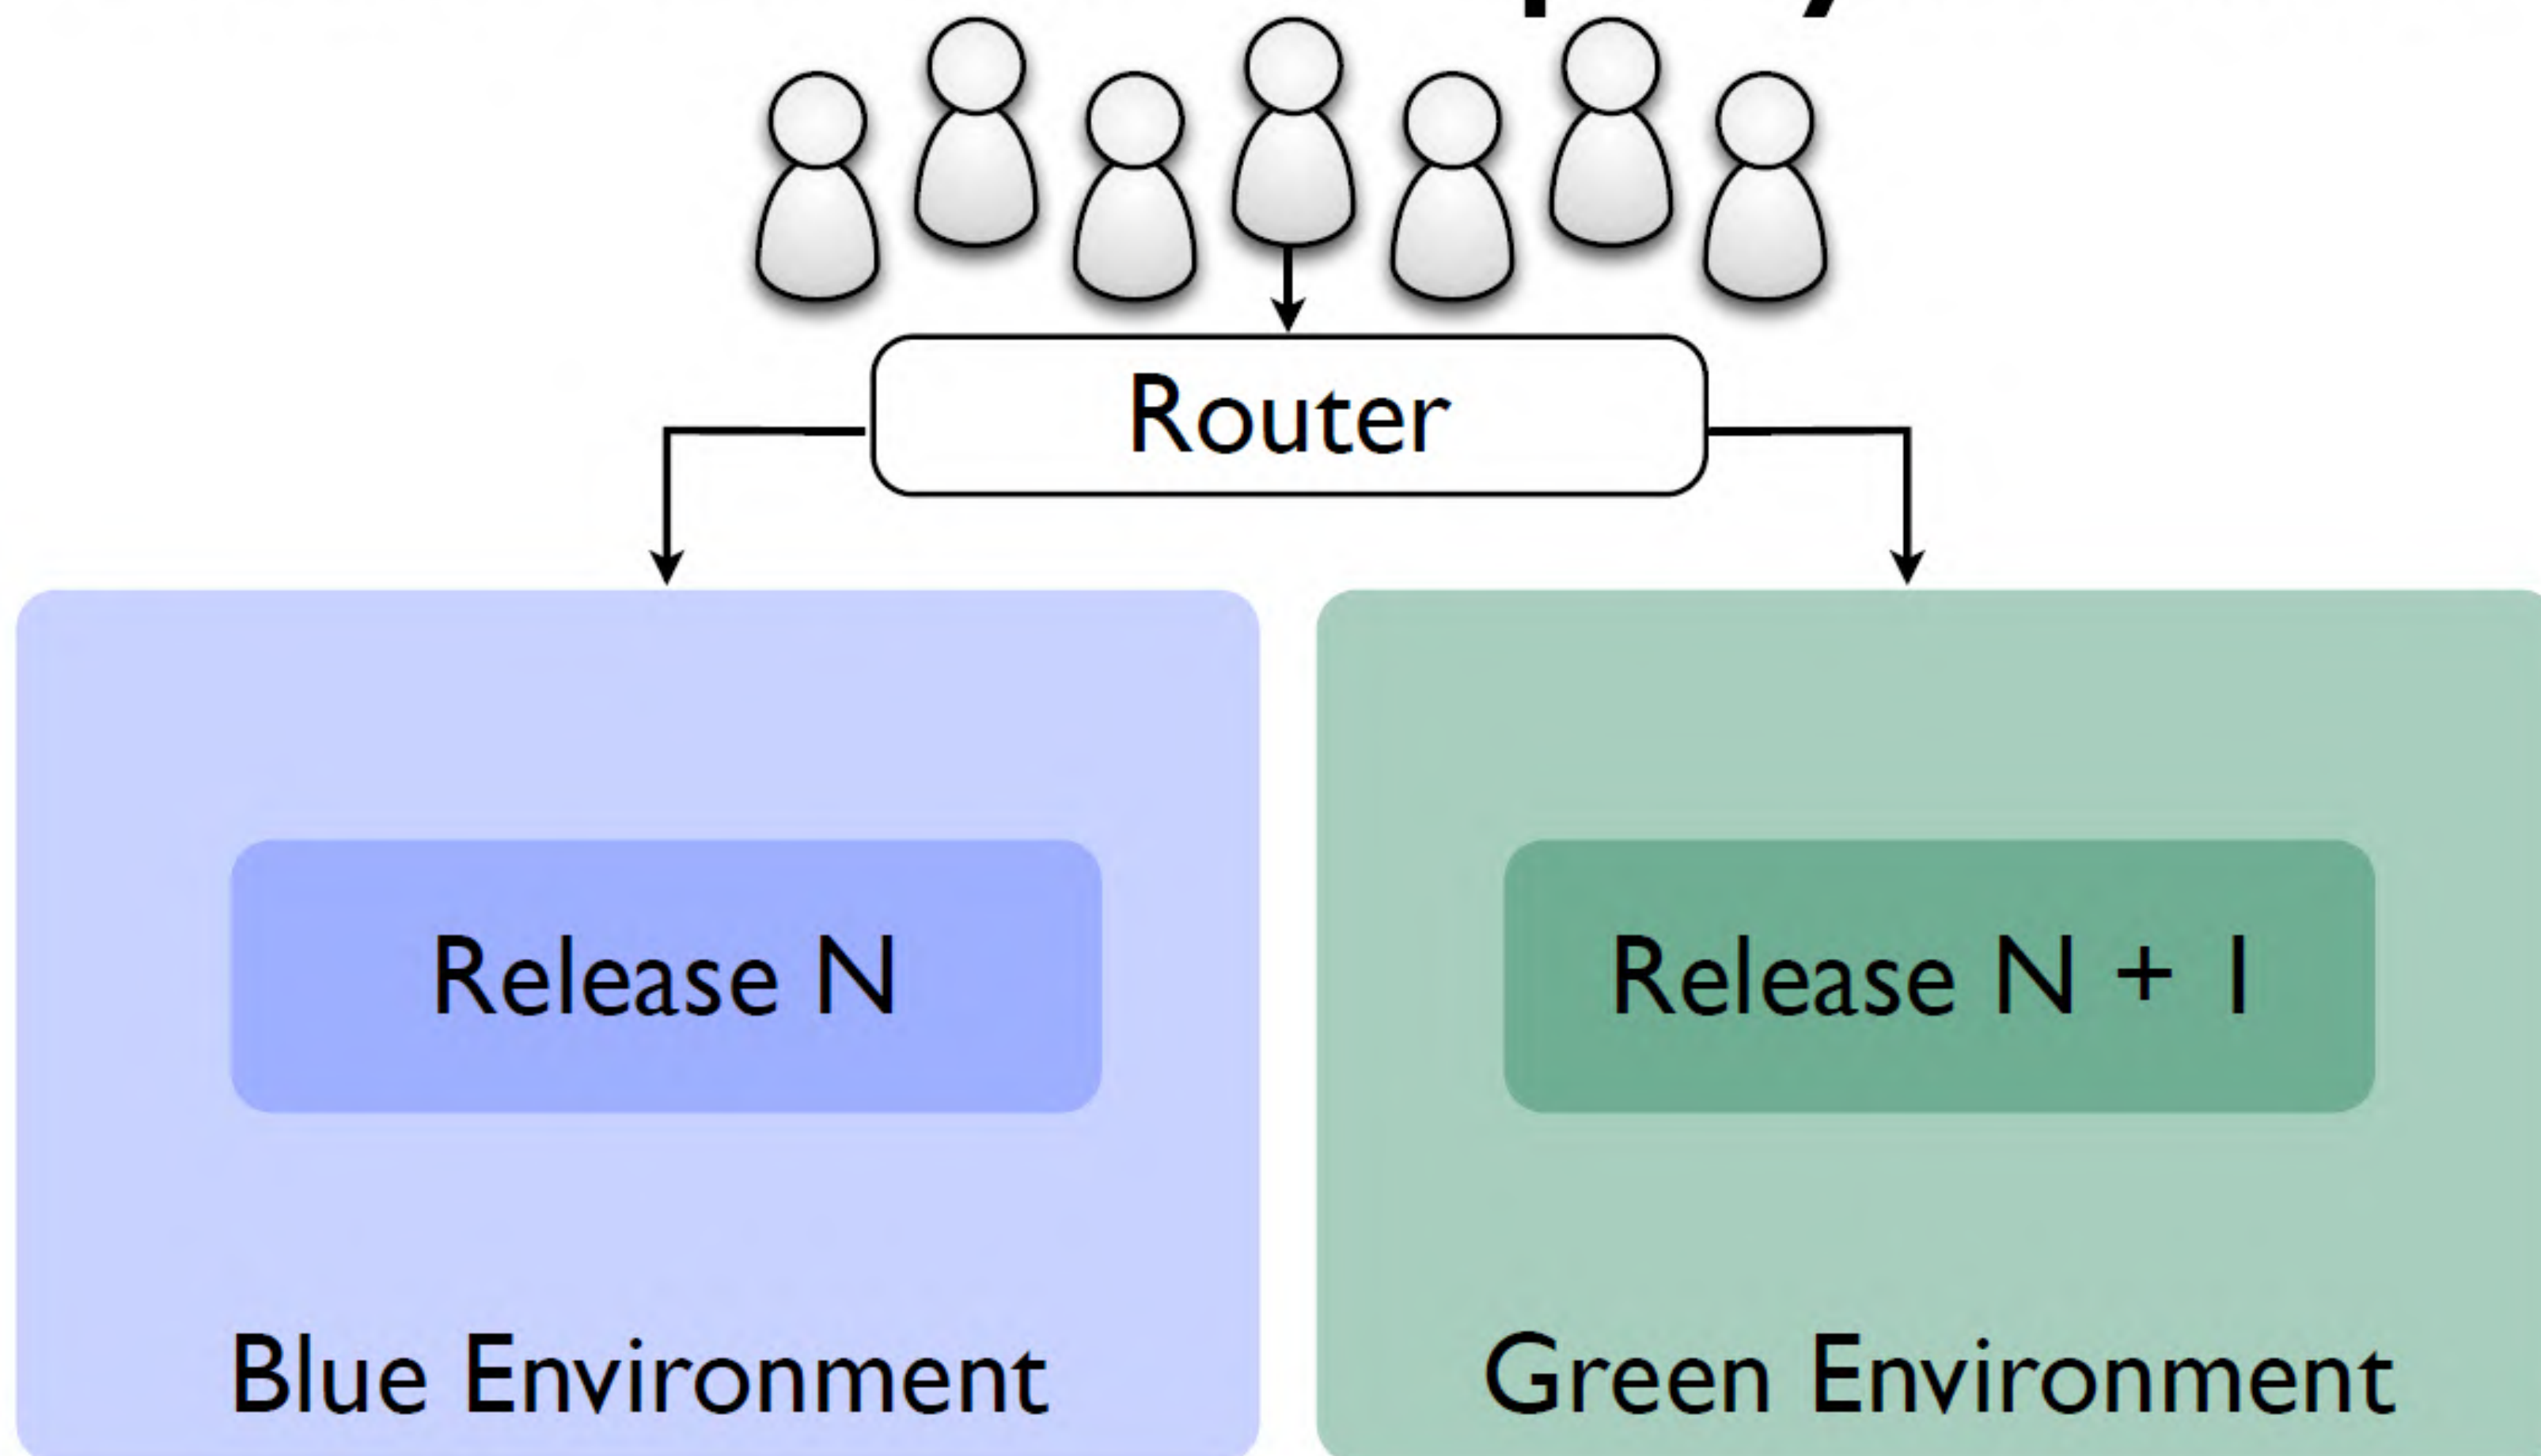 Router
Release N
Release N + 1
Blue Environment
Green Environment